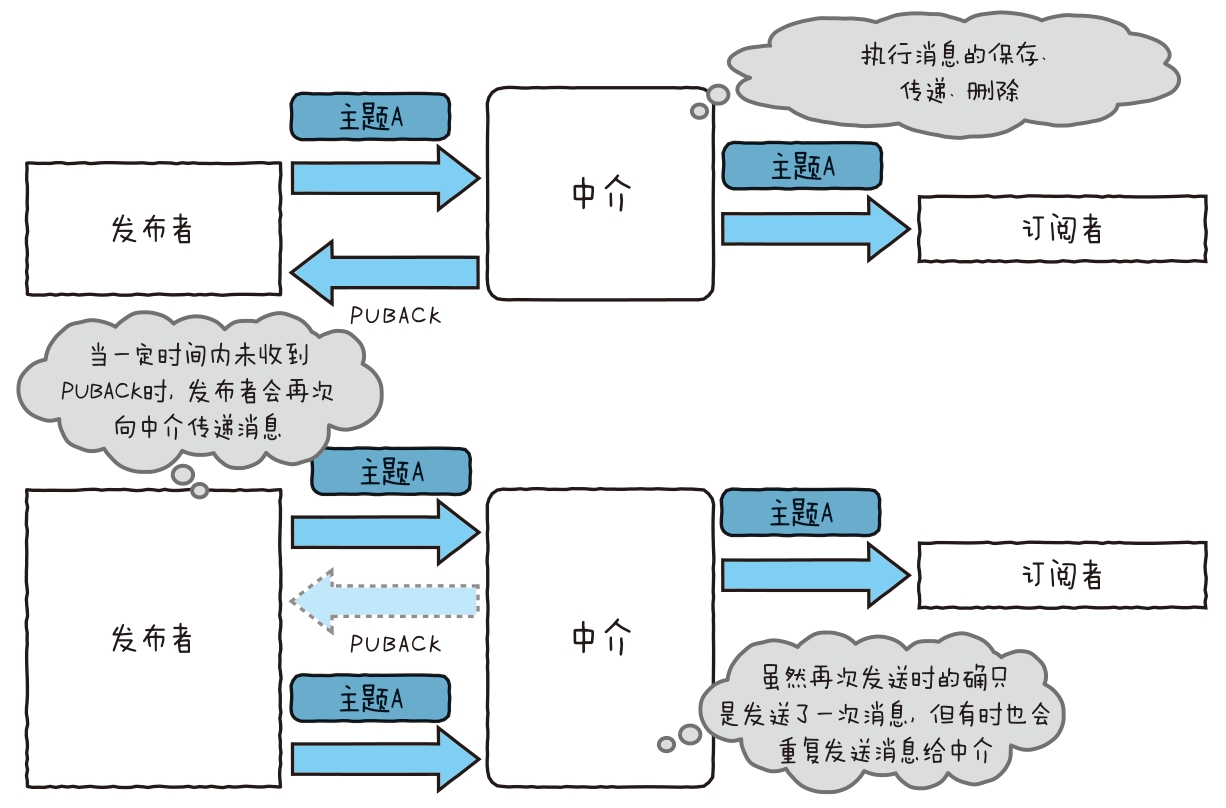 执行消息的保存、
传递、删除
主题A
中介
主题A
发布者
订阅者
PUBACK
当一定时间内未收到
PUBACK时, 发布者会再次
向中介传递消息
主题A
主题A
订阅者
发布者
PUBACK
中介
主题A
虽然再次发送时的确只
是发送了一次消息, 但有时也会
重复发送消息给中介